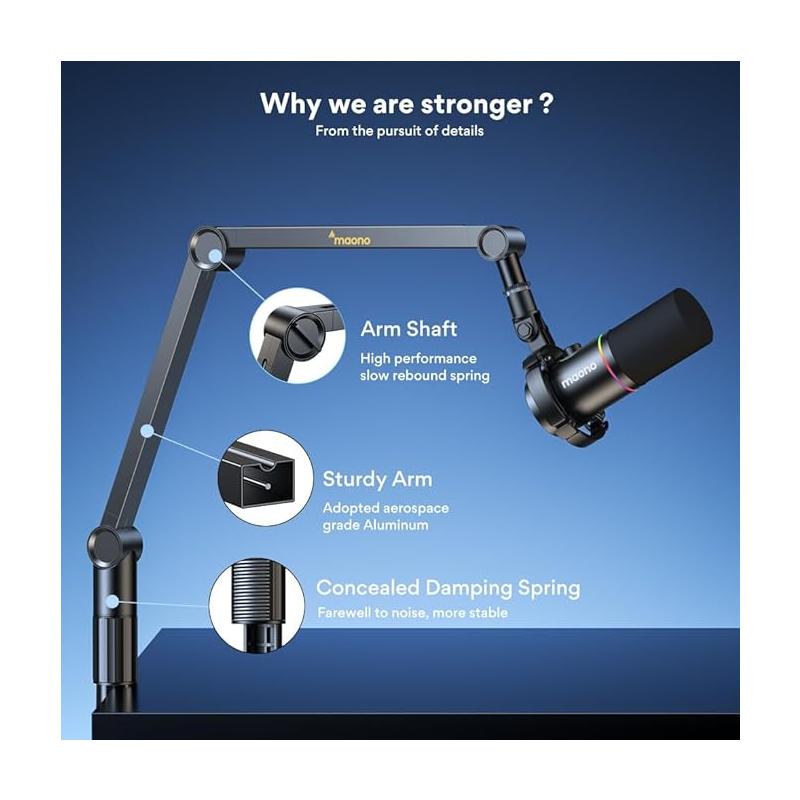 Why we are stronger ?
From the pursuit of details
maono
Arm Shaft
High performance
slow rebound spring
maono
Sturdy Arm
Adopted aerospace
grade Aluminum
Concealed Damping Spring
Farewell to noise, more stable